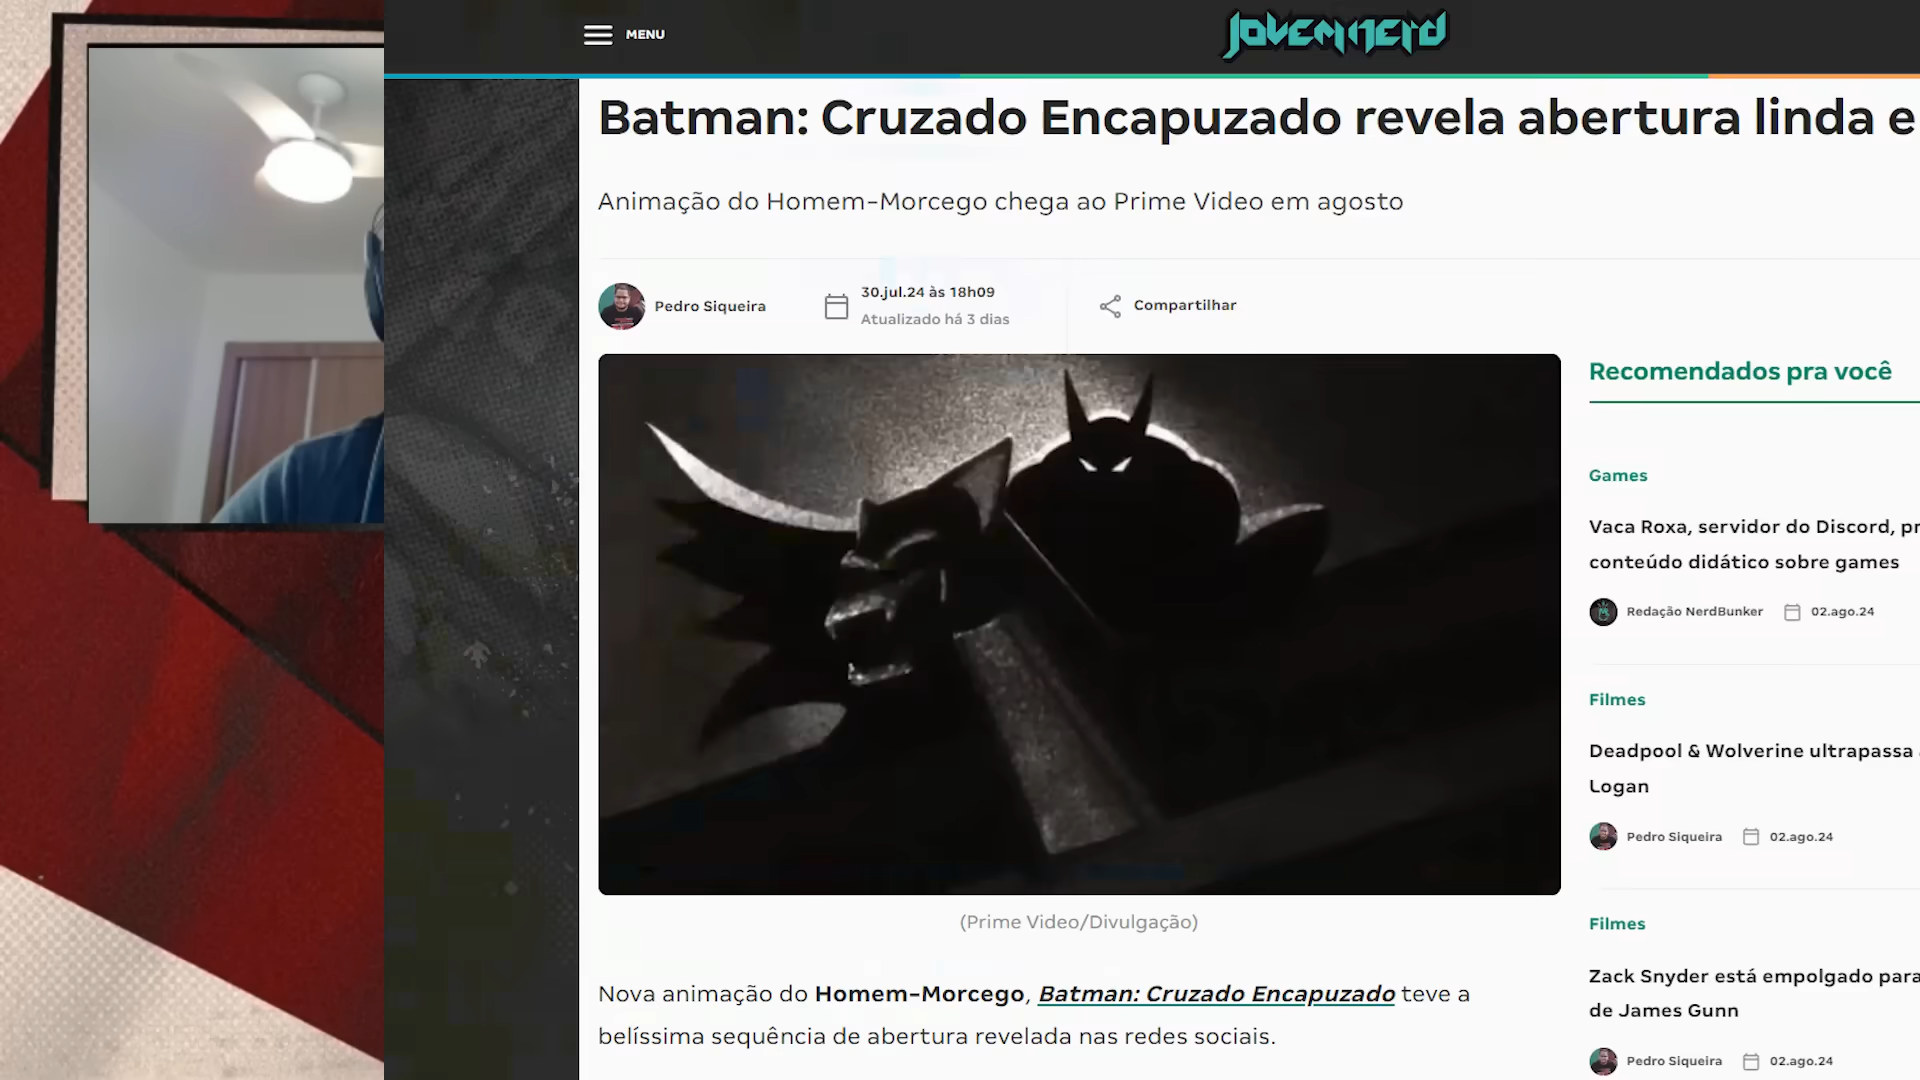 MENU
JOVEM NERD
Batman: Cruzado Encapuzado revela abertura linda e
Animação do Homem-Morcego chega ao Prime Video em agosto
Pedro Siqueira
30.jul.24 às 18h09
Atualizado há 3 dias
Compartilhar
(Prime Video/Divulgação)
Nova animação do Homem-Morcego, Batman: Cruzado Encapuzado teve a
belíssima sequência de abertura revelada nas redes sociais.
Recomendados pra você
Games
Vaca Roxa, servidor do Discord, pr
conteúdo didático sobre games
Redação NerdBunker
02.ago.24
Filmes
Deadpool & Wolverine ultrapassa
Logan
Pedro Siqueira
02.ago.24
Filmes
Zack Snyder está empolgado para
de James Gunn
Pedro Siqueira
02.ago.24